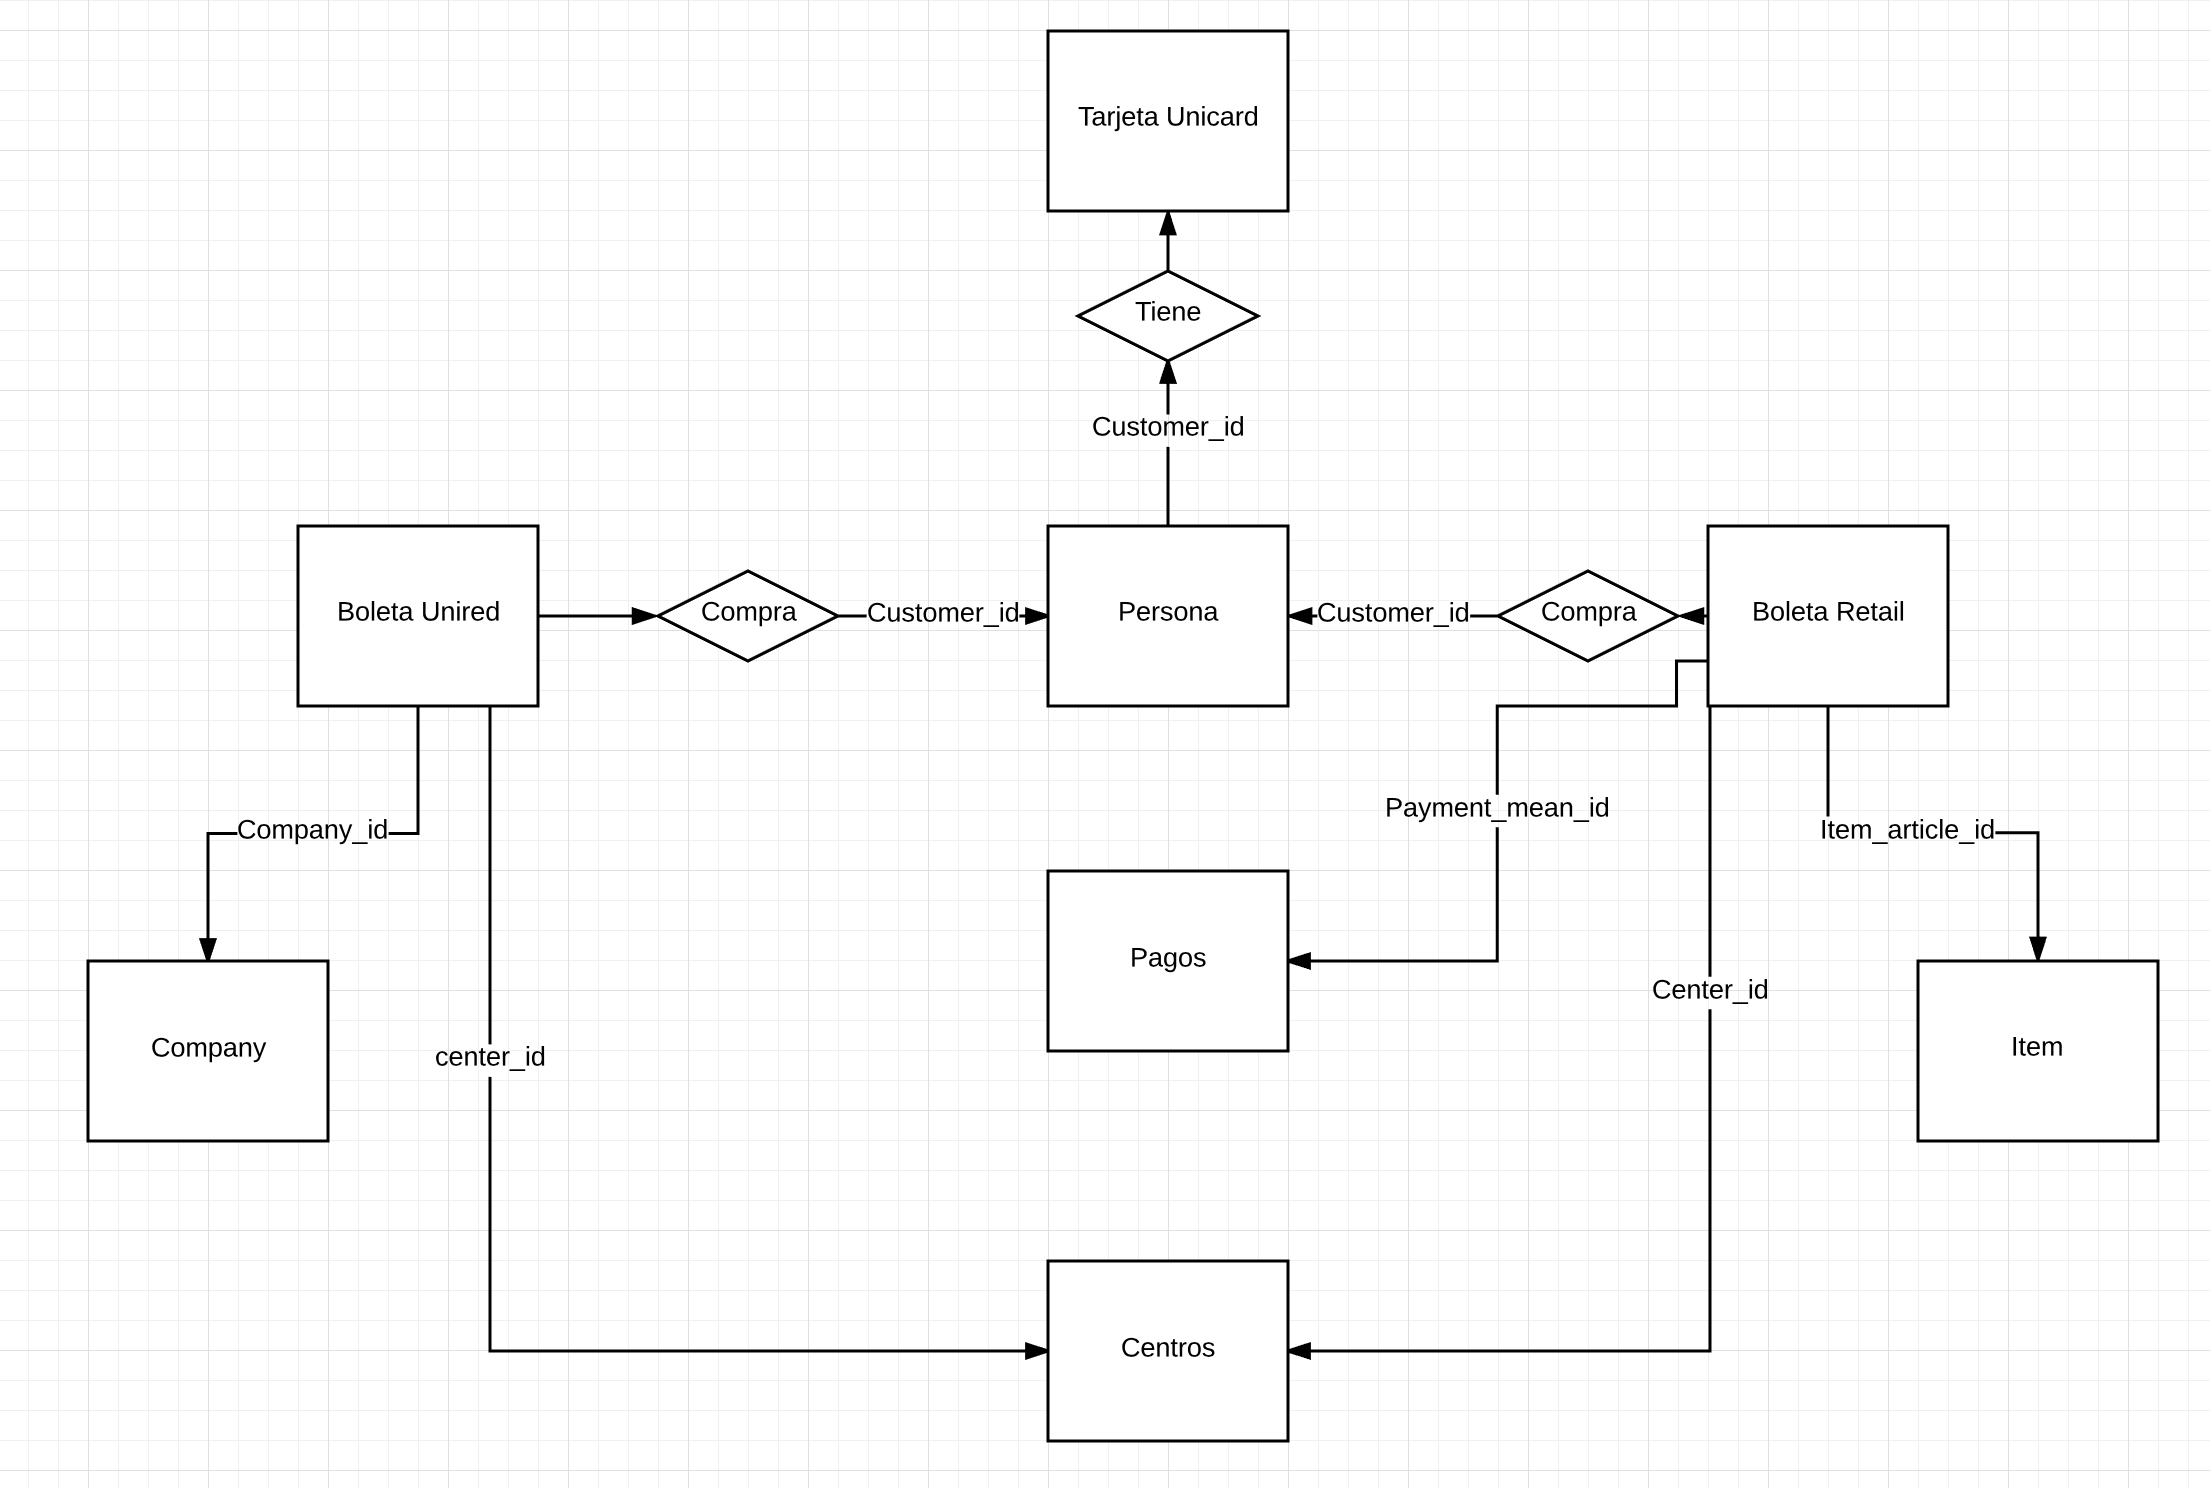 Tarjeta Unicard
Tiene
Customer_id
Boleta Unired
Compra
Customer_id
Persona
Customer_id
Compra
Boleta Retail
Payment_mean_id
Company_id
Item_article_id
Pagos
Center_id
Company
center_id
Item
Centros